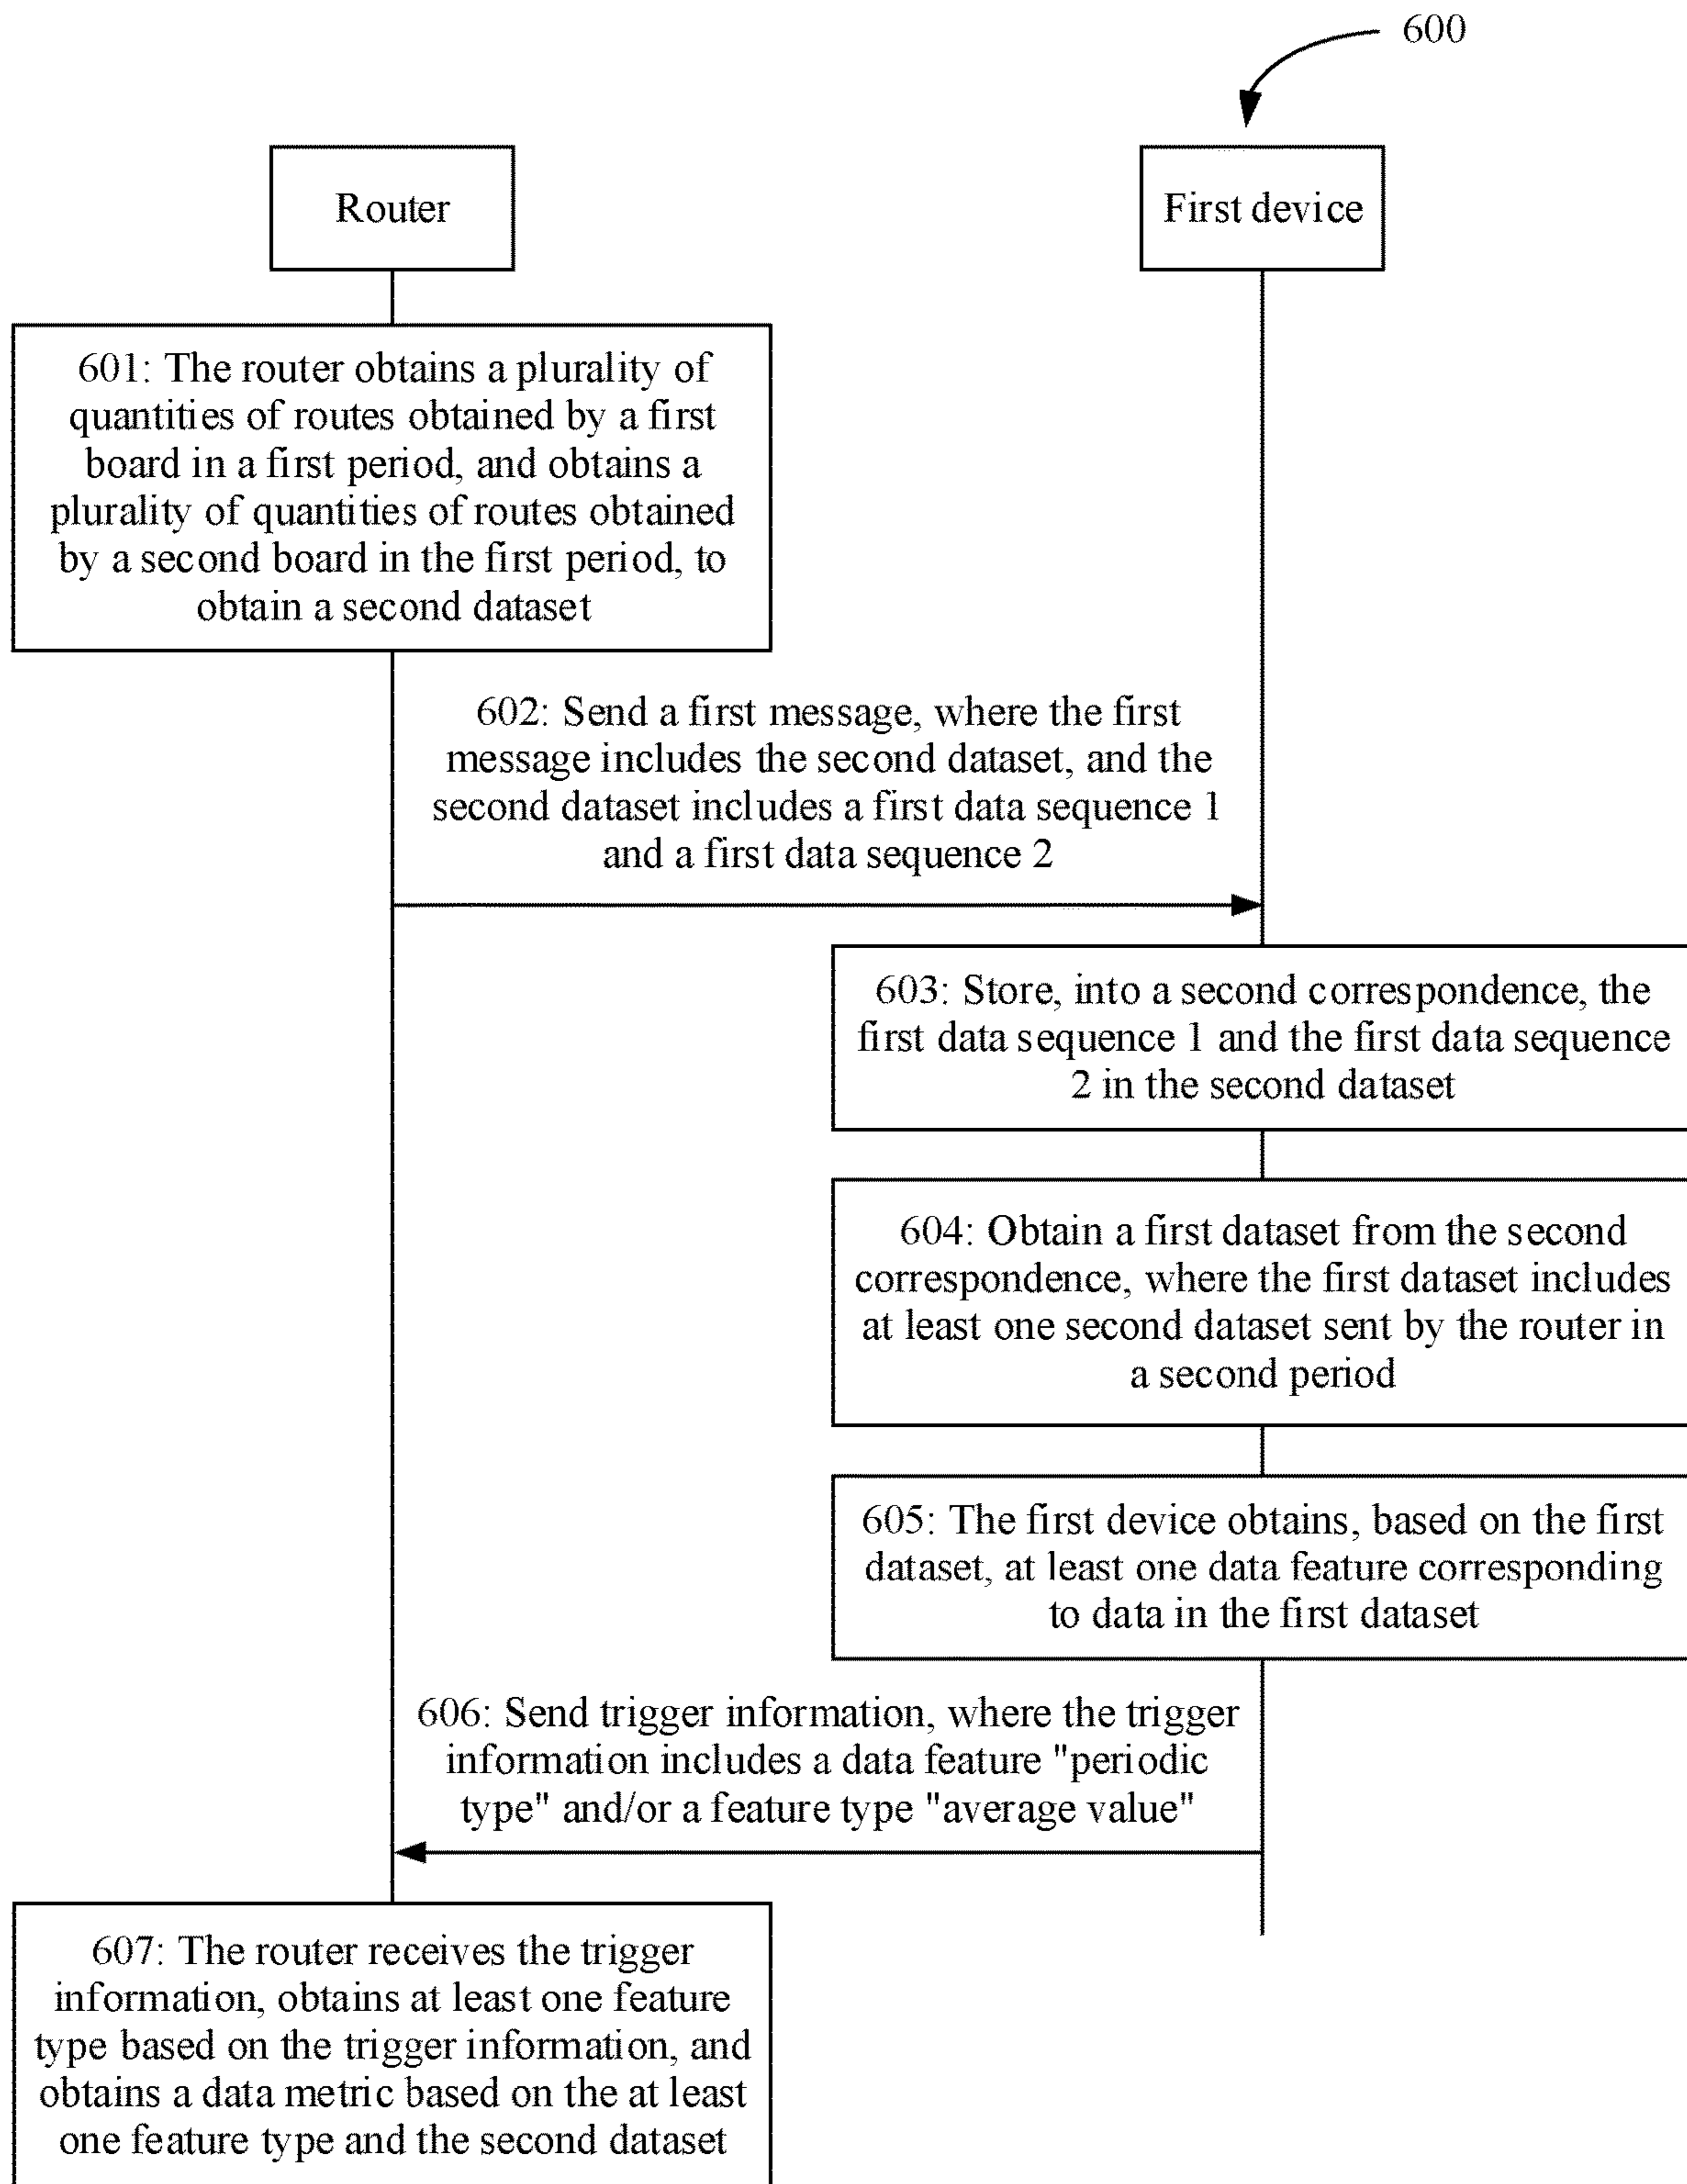 600
Router
First device
601: The router obtains a plurality of
quantities of routes obtained by a first
board in a first period, and obtains a
plurality of quantities of routes obtained
by a second board in the first period, to
obtain a second dataset
602: Send a first message, where the first
message includes the second dataset, and the
second dataset includes a first data sequence 1
and a first data sequence 2
603: Store, into a second correspondence, the
first data sequence 1 and the first data sequence
2 in the second dataset
604: Obtain a first dataset from the second
correspondence, where the first dataset includes
at least one second dataset sent by the router in
a second period
605: The first device obtains, based on the first
dataset, at least one data feature corresponding
to data in the first dataset
606: Send trigger information, where the trigger
information includes a data feature "periodic
type" and/or a feature type "average value"
607: The router receives the trigger
information, obtains at least one feature
type based on the trigger information, and
obtains a data metric based on the at least
one feature type and the second dataset